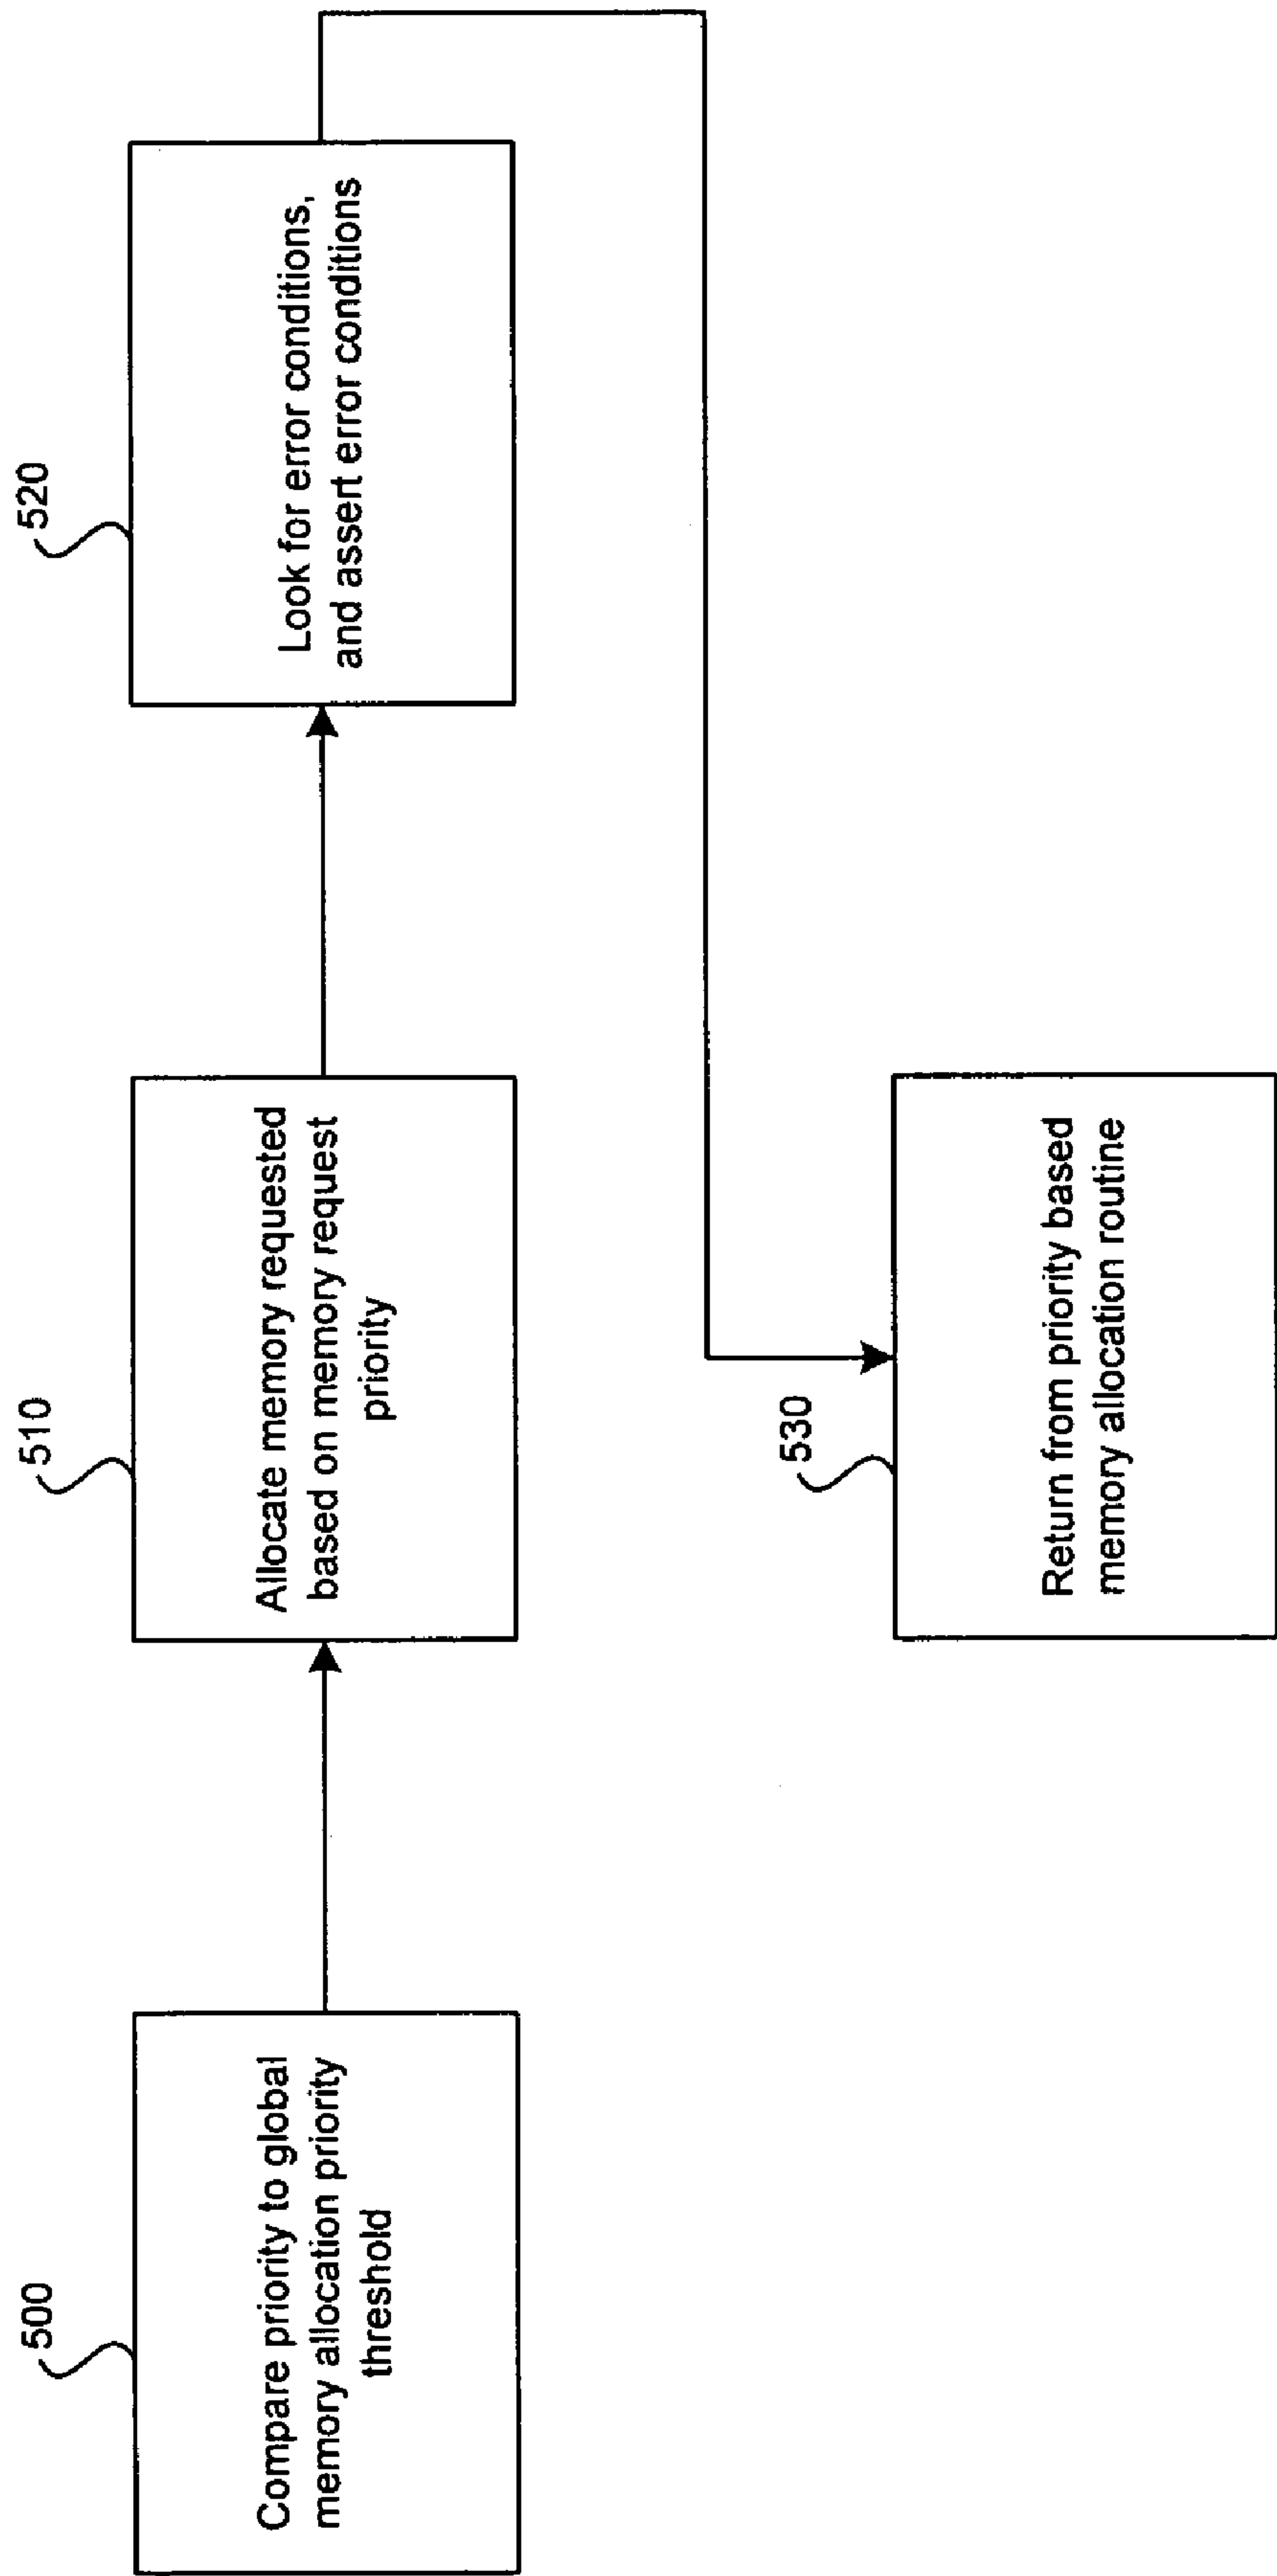 500
Compare priority to global
memory allocation priority
threshold
510
Allocate memory requested
based on memory request
priority
520
Look for error conditions,
and assert error conditions
530
Return from priority based
memory allocation routine